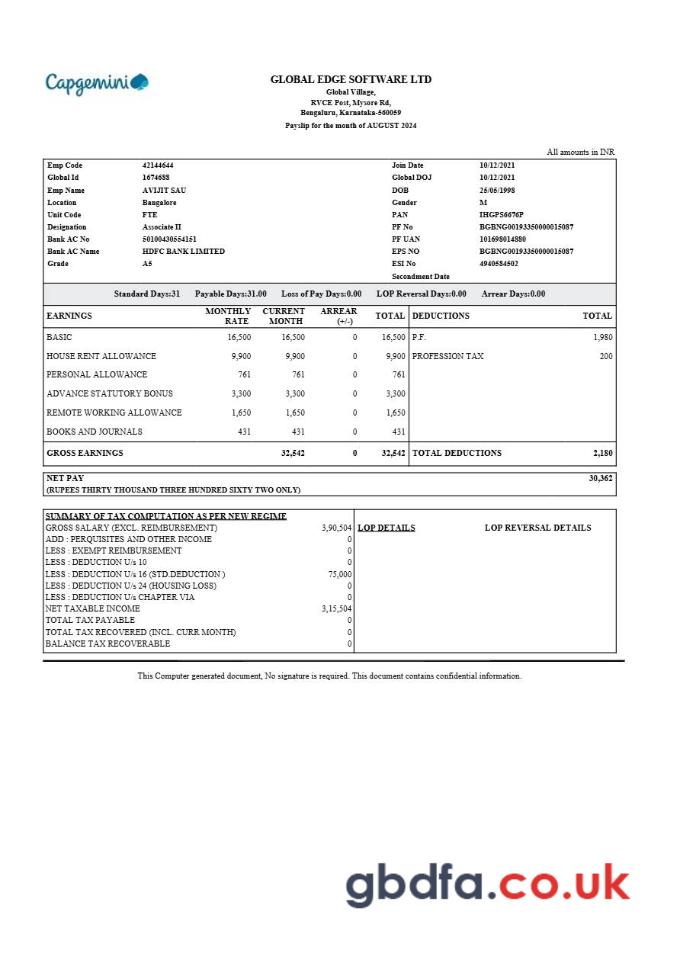 Capgemini
GLOBAL EDGE SOFTWARE LTD
Global Village,
RVCE Post, Mysore Rd,
Bengaluru, Karnataka-560059
Payslip for the month of AUGUST 2024
All amounts in INR
Emp Code 42144644 Join Date 10/12/2021
Global Id 1674688 Global DOJ 10/12/2021
Emp Name AVIJIT SAU DOB 25/05/1998
Location Bangalore Gender M
Unit Code FTE PAN IHGPS6676P
Designation Associate II PF No BGBNG00193350000015087
Bank AC No 50100430554151 PF UAN 101698014880
Bank AC Name HDFC BANK LIMITED EPS NO BGBNG00193350000015087
Grade A5 ESI No 4940584502
Secondment Date
Standard Days:31 Payable Days:31.00 Loss of Pay Days:0.00 LOP Reversal Days:0.00 Arrear Days:0.00
EARNINGS MONTHLY RATE CURRENT MONTH ARREAR (+/-) TOTAL DEDUCTIONS TOTAL
BASIC 16,500 16,500 0 16,500 P.F. 1,980
HOUSE RENT ALLOWANCE 9,900 9,900 0 9,900 PROFESSION TAX 200
PERSONAL ALLOWANCE 761 761 0 761
ADVANCE STATUTORY BONUS 3,300 3,300 0 3,300
REMOTE WORKING ALLOWANCE 1,650 1,650 0 1,650
BOOKS AND JOURNALS 431 431 0 431
GROSS EARNINGS 32,542 0 32,542 TOTAL DEDUCTIONS 2,180
NET PAY 30,362
(RUPEES THIRTY THOUSAND THREE HUNDRED SIXTY TWO ONLY)
SUMMARY OF TAX COMPUTATION AS PER NEW REGIME
GROSS SALARY (EXCL. REIMBURSEMENT) 3,90,504 LOP DETAILS LOP REVERSAL DETAILS
ADD : PERQUISITES AND OTHER INCOME 0
LESS : EXEMPT REIMBURSEMENT 0
LESS : DEDUCTION U/s 10 0
LESS : DEDUCTION U/s 16 (STD.DEDUCTION ) 75,000
LESS : DEDUCTION U/s 24 (HOUSING LOSS) 0
LESS : DEDUCTION U/s CHAPTER VIA 0
NET TAXABLE INCOME 3,15,504
TOTAL TAX PAYABLE 0
TOTAL TAX RECOVERED (INCL. CURR MONTH) 0
BALANCE TAX RECOVERABLE 0
This Computer generated document, No signature is required. This document contains confidential information.
gbdfa.co.uk